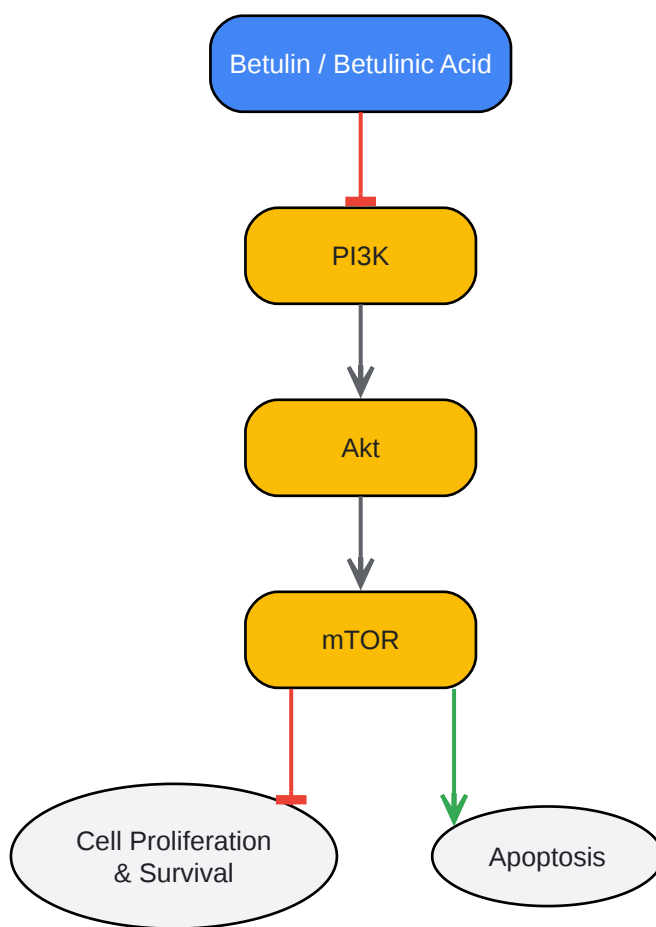 Betulin / Betulinic Acid
PI3K
Akt
mTOR
Cell Proliferation
& Survival
Apoptosis